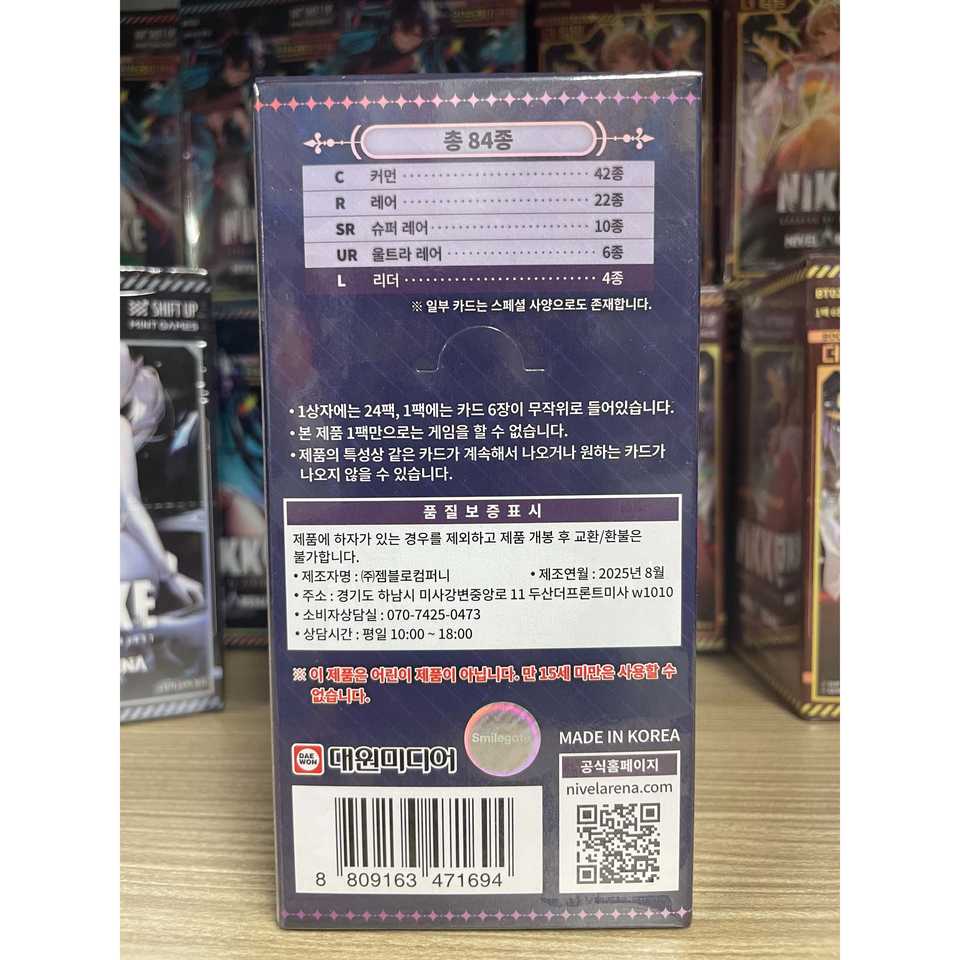 총 84종
C 커먼 ………………………… 42종
R 레어 ………………………… 22종
SR 슈퍼 레어 ………………………… 10종
UR 울트라 레어 ………………………… 6종
L 리더 ………………………… 4종
※ 일부 카드는 스페셜 사양으로도 존재합니다.
• 1상자에는 24팩, 1팩에는 카드 6장이 무작위로 들어있습니다.
• 본 제품 1팩만으로는 게임을 할 수 없습니다.
• 제품의 특성상 같은 카드가 계속해서 나오거나 원하는 카드가
나오지 않을 수 있습니다.
품질보증표시
제품에 하자가 있는 경우를 제외하고 제품 개봉 후 교환/환불은
불가합니다.
• 제조자명 : ㈜젬블로컴퍼니 • 제조연월 : 2025년 8월
• 주소 : 경기도 하남시 미사강변중앙로 11 두산더프론트미사 w1010
• 소비자상담실 : 070-7425-0473
• 상담시간 : 평일 10:00 ~ 18:00
※ 이 제품은 어린이 제품이 아닙니다. 만 15세 미만은 사용할 수
없습니다.
DAE WON 대원미디어
Smilegate
MADE IN KOREA
공식홈페이지
nivelarena.com
8 809163 471694
SHIFT UP
MINT GAMES
NIKKE